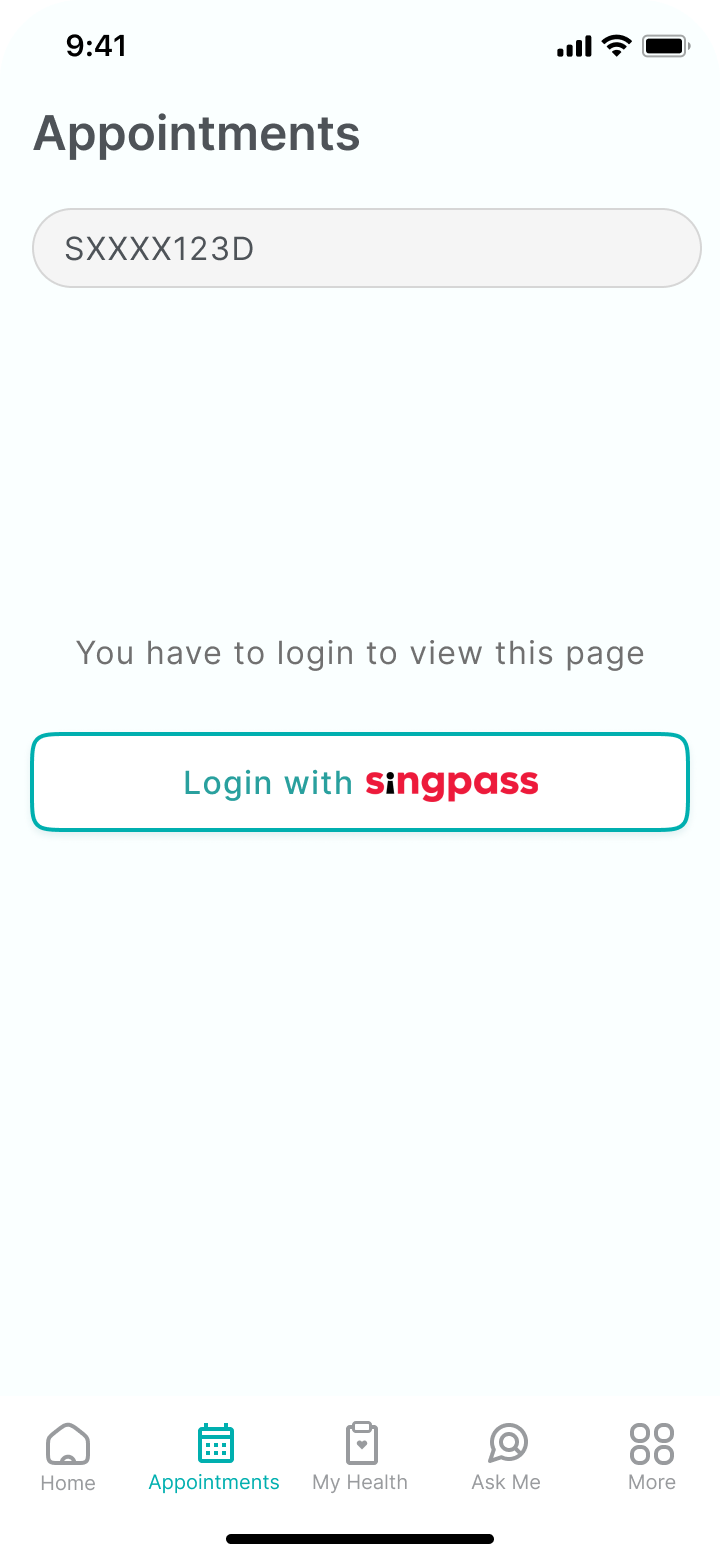 9:41
Appointments
SXXXX123D
You have to login to view this page
Login with singpass
Home
Appointments
My Health
Ask Me
More